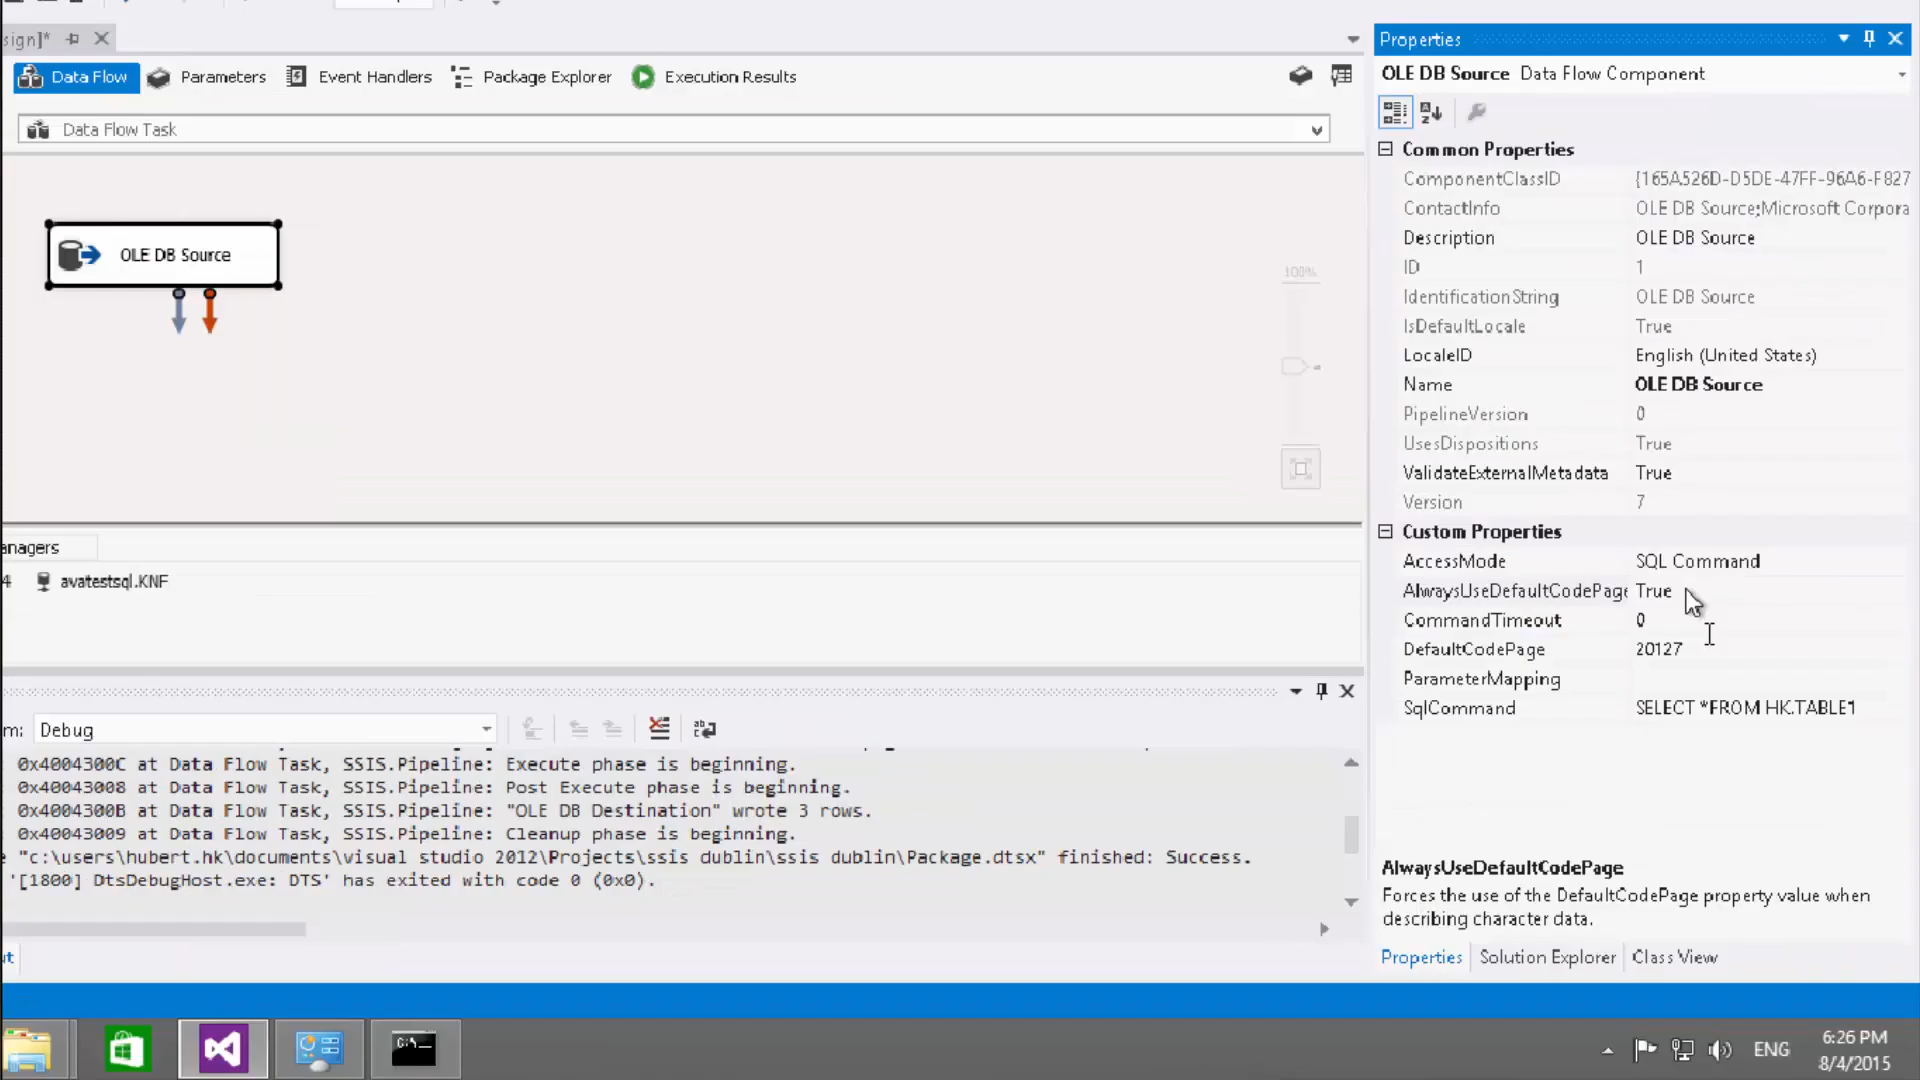 sign]*
Data Flow
Parameters
Event Handlers
Package Explorer
Execution Results
Data Flow Task
OLE DB Source
100%
anagers
4
avatestsql.KNF
m:
Debug
0x4004300C at Data Flow Task, SSIS.Pipeline: Execute phase is beginning.
0x40043008 at Data Flow Task, SSIS.Pipeline: Post Execute phase is beginning.
0x4004300B at Data Flow Task, SSIS.Pipeline: "OLE DB Destination" wrote 3 rows.
0x40043009 at Data Flow Task, SSIS.Pipeline: Cleanup phase is beginning.
e "c:\users\hubert.hk\documents\visual studio 2012\Projects\ssis dublin\ssis dublin\Package.dtsx" finished: Success.
'[1800] DtsDebugHost.exe: DTS' has exited with code 0 (0x0).
ut
Properties
OLE DB Source Data Flow Component
Common Properties
ComponentClassID {165A526D-D5DE-47FF-96A6-F827
ContactInfo OLE DB Source;Microsoft Corpora
Description OLE DB Source
ID 1
IdentificationString OLE DB Source
IsDefaultLocale True
LocaleID English (United States)
Name OLE DB Source
PipelineVersion 0
UsesDispositions True
ValidateExternalMetadata True
Version 7
Custom Properties
AccessMode SQL Command
AlwaysUseDefaultCodePage True
CommandTimeout 0
DefaultCodePage 20127
ParameterMapping
SqlCommand SELECT *FROM HK.TABLE1
AlwaysUseDefaultCodePage
Forces the use of the DefaultCodePage property value when
describing character data.
Properties
Solution Explorer
Class View
ENG
6:26 PM
8/4/2015